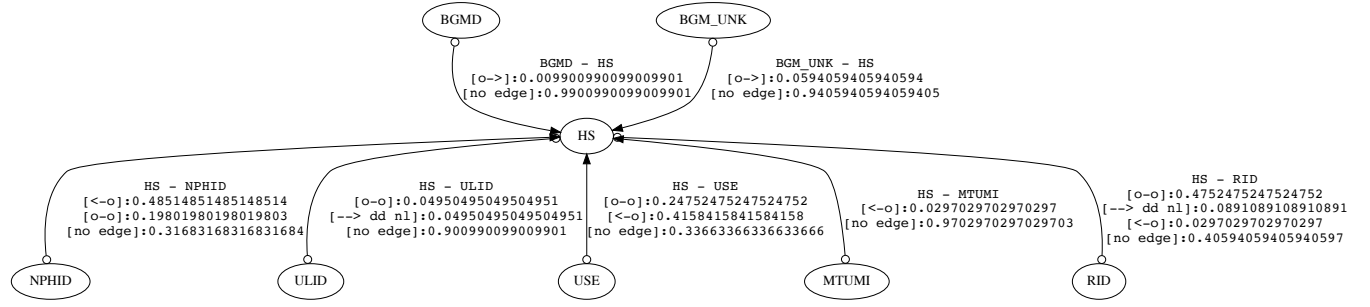 BGMD
BGM_UNK
BGMD - HS
[o->]:0.009900990099009901
[no edge]:0.9900990099009901
BGM_UNK - HS
[o->]:0.0594059405940594
[no edge]:0.9405940594059405
HS
HS - NPHID
[<-o]:0.48514851485148514
[o-o]:0.19801980198019803
[no edge]:0.31683168316831684
HS - ULID
[o-o]:0.04950495049504951
[--> dd nl]:0.04950495049504951
[no edge]:0.900990099009901
HS - USE
[o-o]:0.24752475247524752
[<-o]:0.4158415841584158
[no edge]:0.33663366336633666
HS - MTUMI
[<-o]:0.0297029702970297
[no edge]:0.9702970297029703
HS - RID
[o-o]:0.4752475247524752
[--> dd nl]:0.08910891089108910891
[<-o]:0.0297029702970297
[no edge]:0.40594059405940597
NPHID
ULID
USE
MTUMI
RID